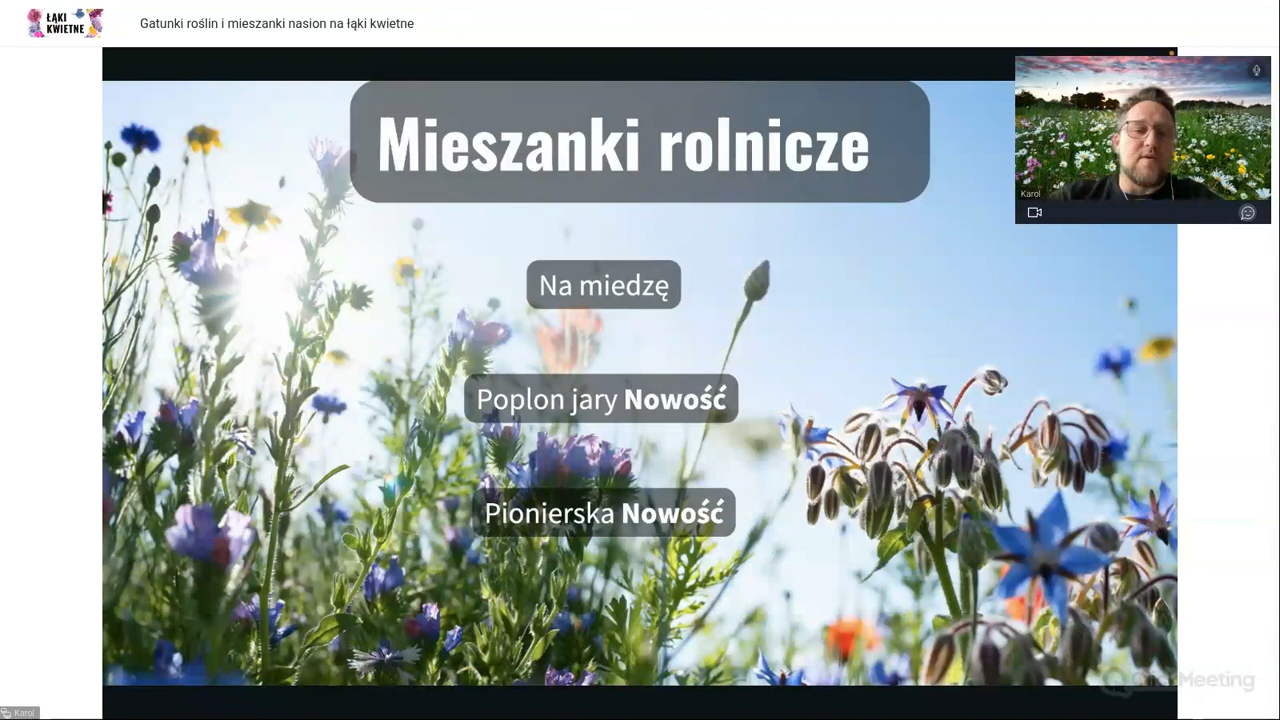 ŁĄKI
KWIETNE
Gatunki roślin i mieszanki nasion na łąki kwietne
Mieszanki rolnicze
Karol
Na miedzę
Poplon jary Nowość
Pionierska Nowość
Meeting
Karol